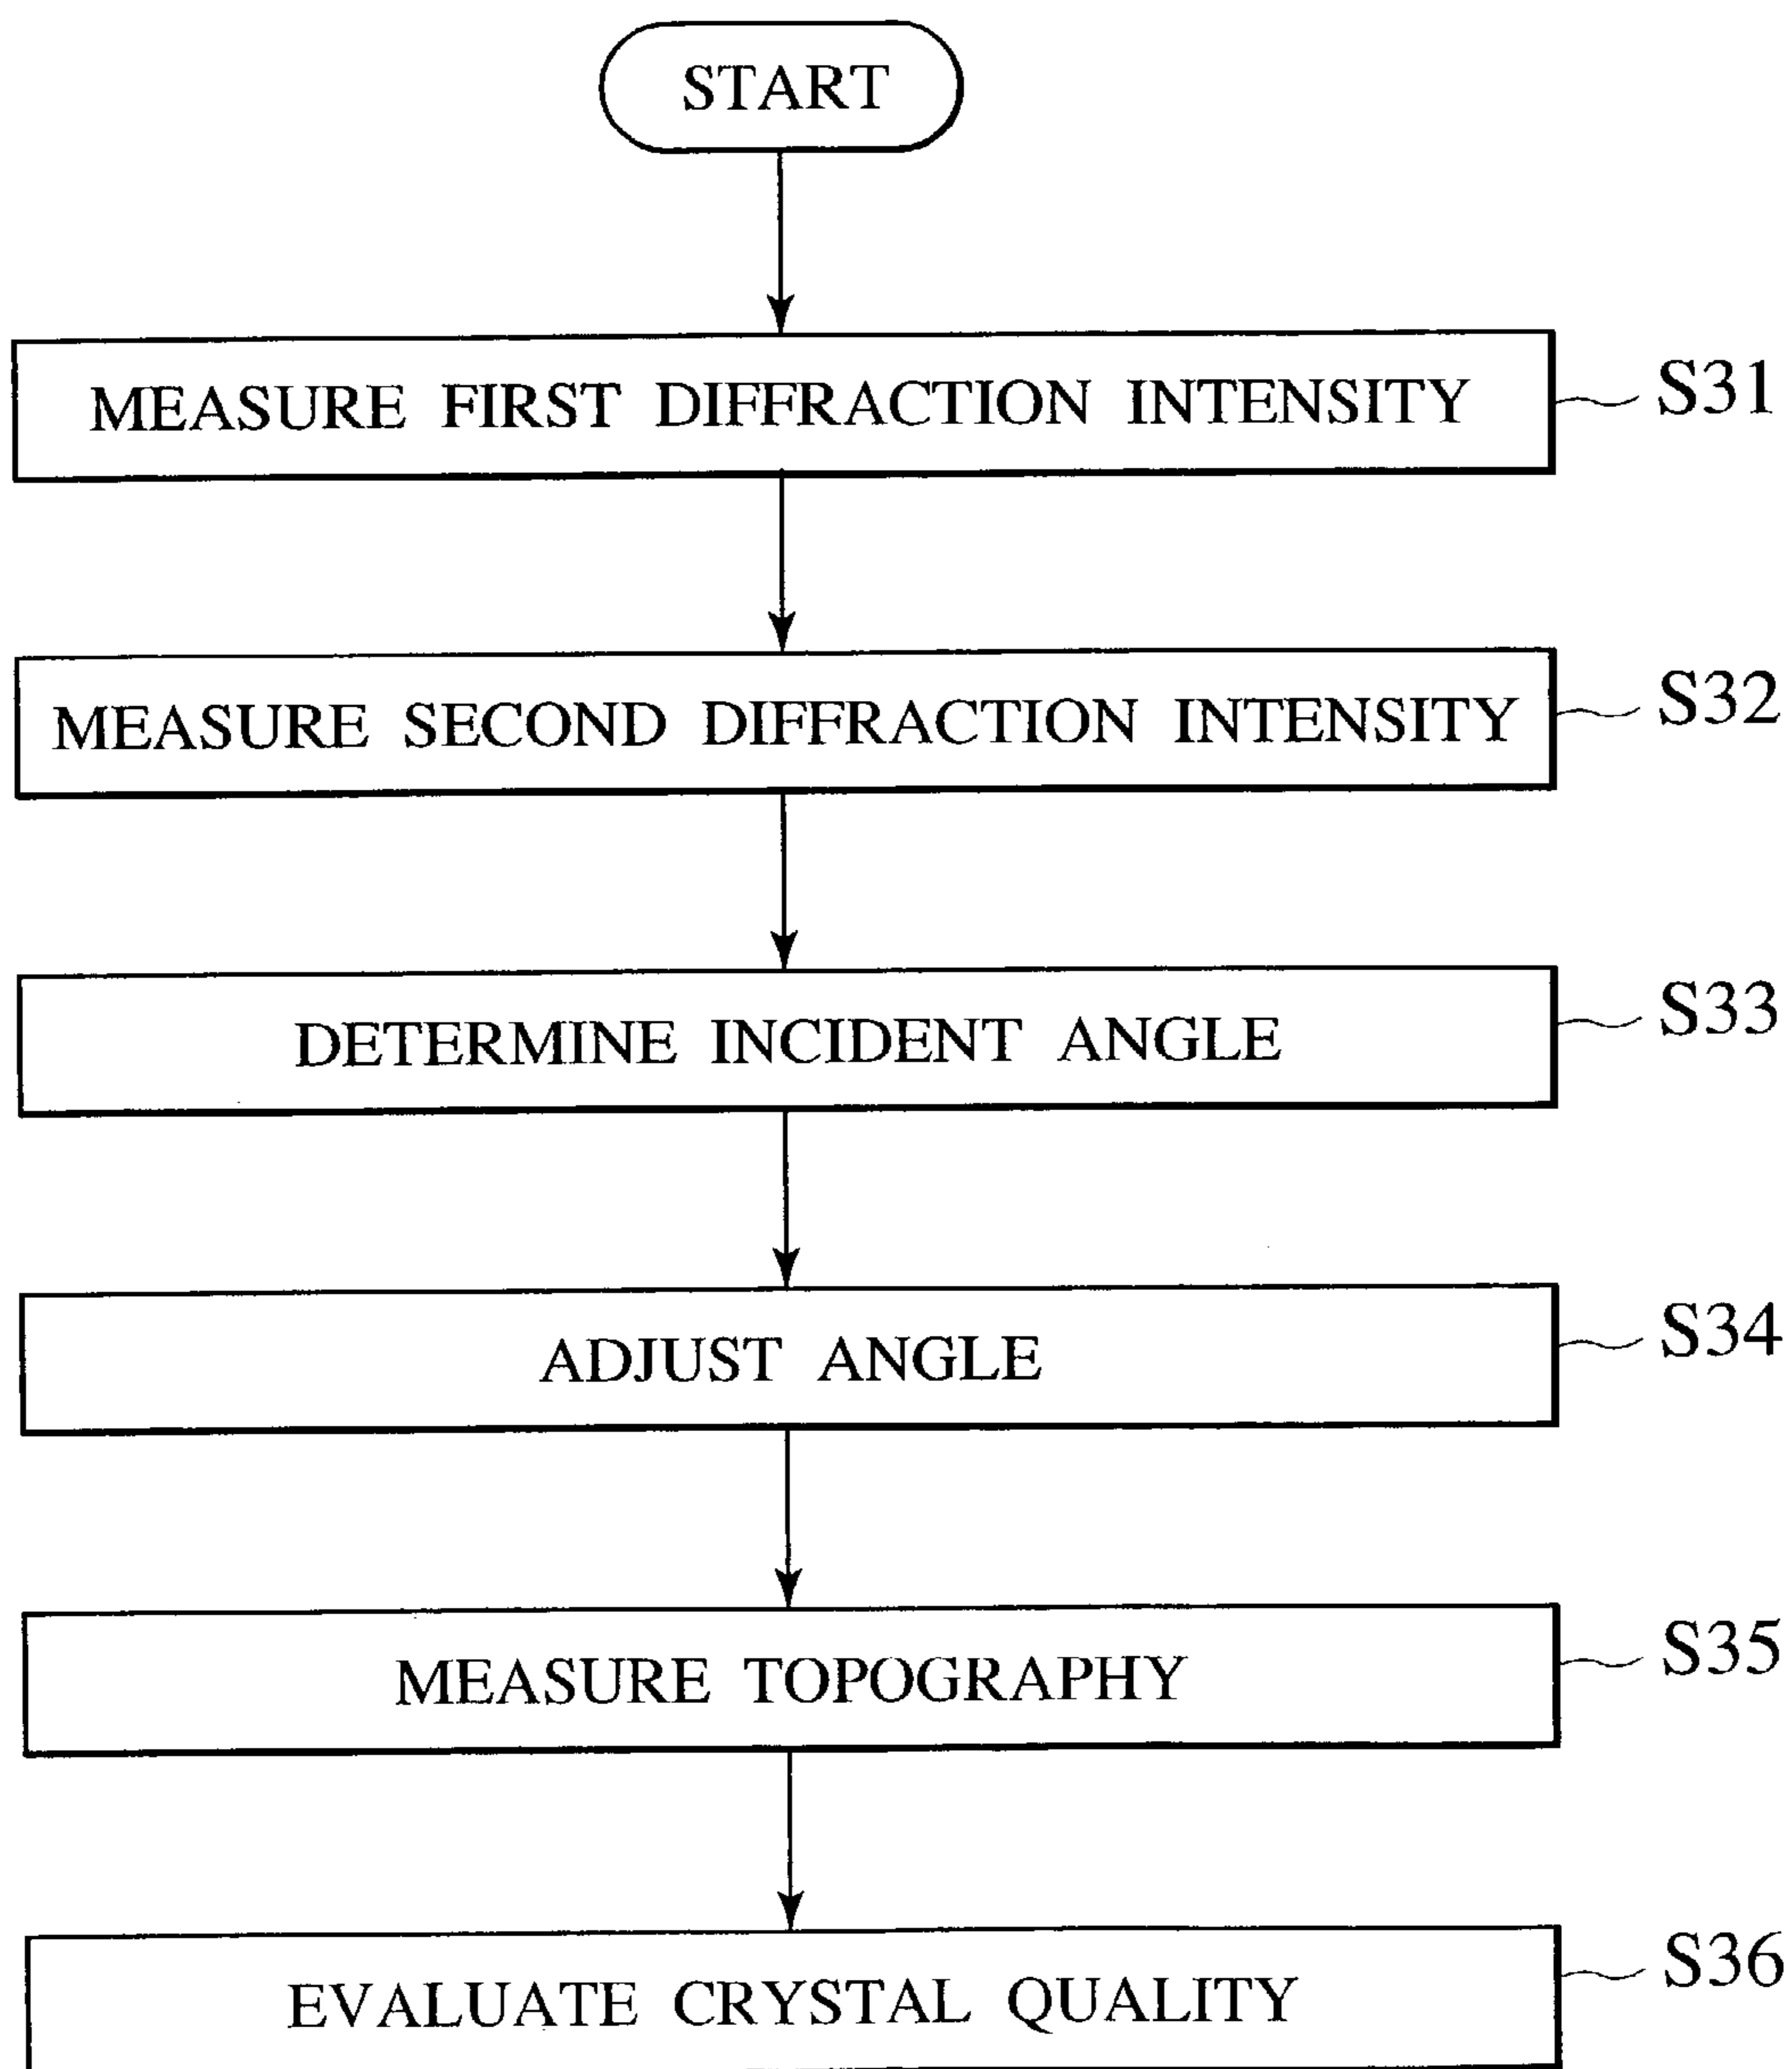 START
MEASURE FIRST DIFFRACTION INTENSITY
S31
MEASURE SECOND DIFFRACTION INTENSITY
S32
DETERMINE INCIDENT ANGLE
S33
ADJUST ANGLE
S34
MEASURE TOPOGRAPHY
S35
EVALUATE CRYSTAL QUALITY
S36